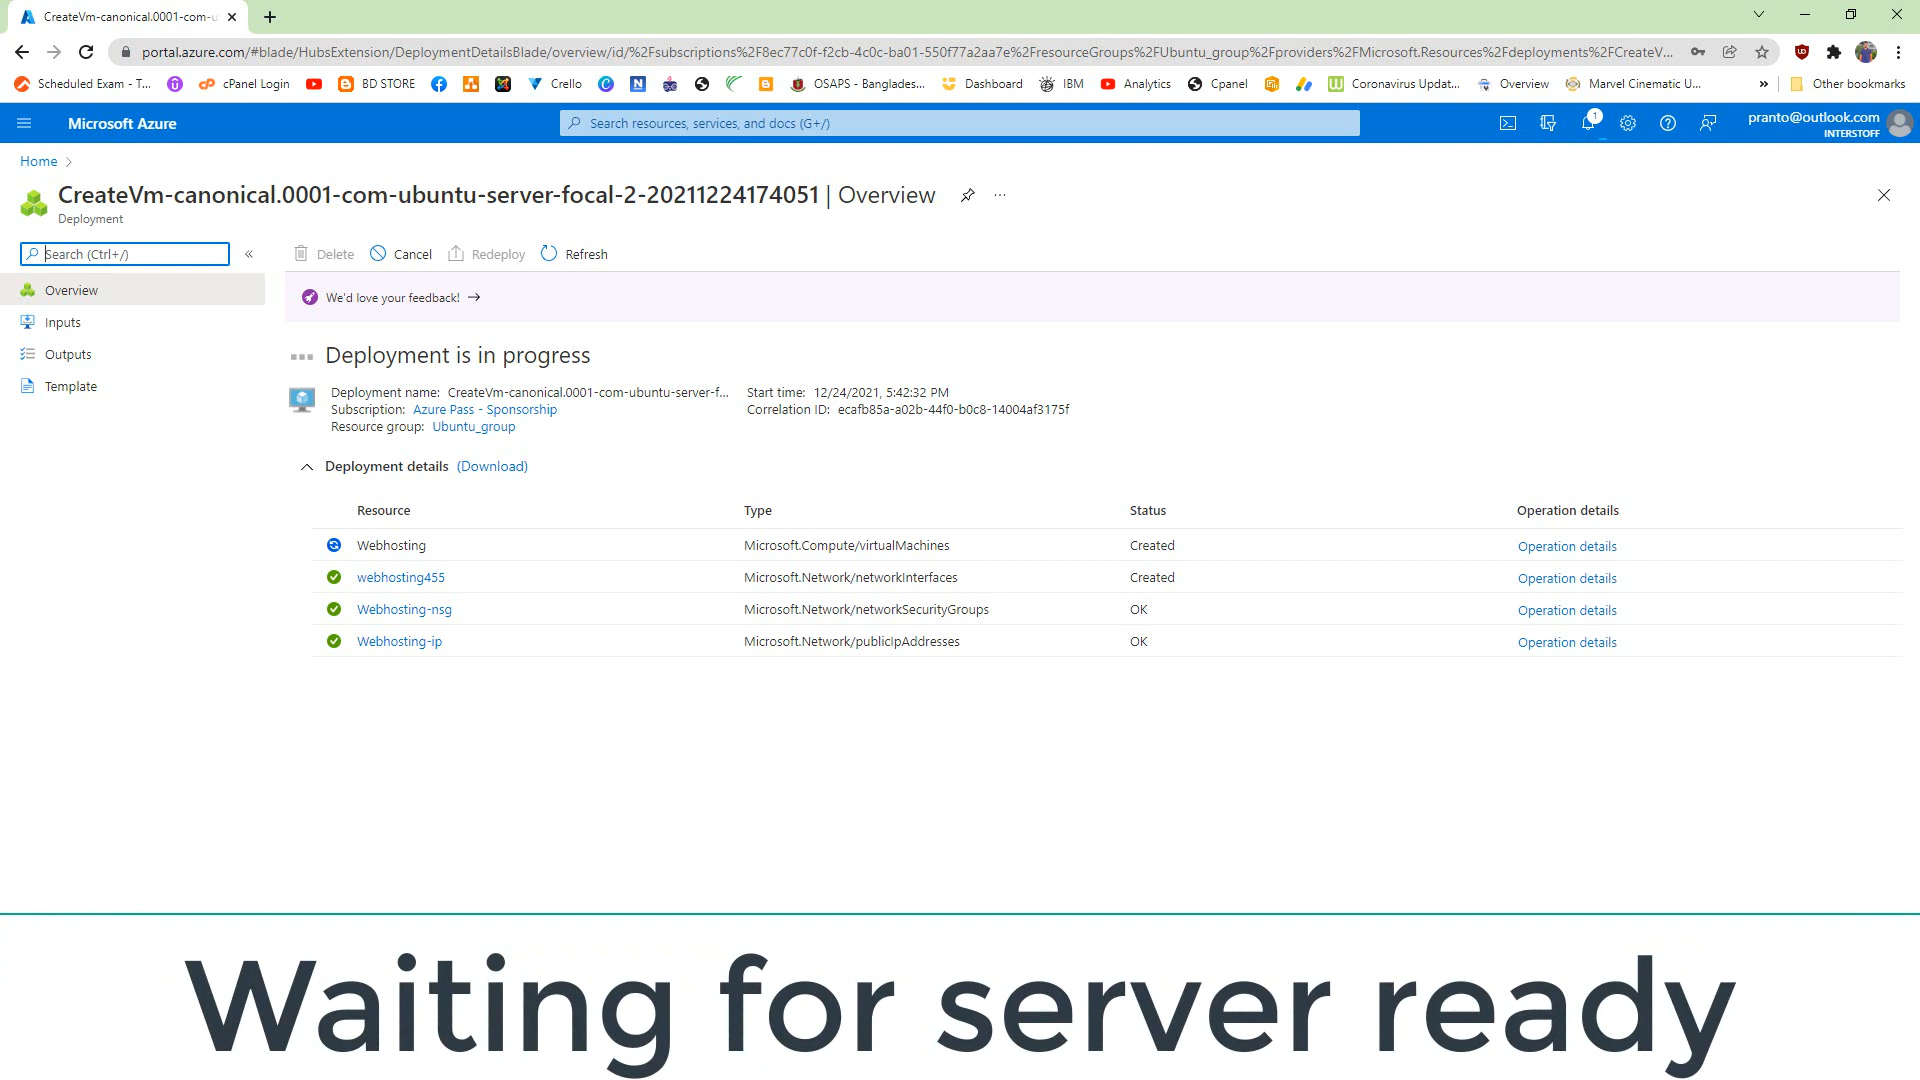 CreateVm-canonical.0001-com-u
portal.azure.com/#blade/HubsExtension/DeploymentDetailsBlade/overview/id/%2Fsubscriptions%2F8ec77c0f-f2cb-4c0c-ba01-550f77a2aa7e%2FresourceGroups%2FUbuntu_group%2Fproviders%2FMicrosoft.Resources%2Fdeployments%2FCreateV...
Scheduled Exam - T... cPanel Login BD STORE Crello OSAPS - Banglades... Dashboard IBM Analytics Cpanel Coronavirus Updat... Overview Marvel Cinematic U... » Other bookmarks
Microsoft Azure
Search resources, services, and docs (G+/)
1
pranto@outlook.com
INTERSTOFF
Home >
CreateVm-canonical.0001-com-ubuntu-server-focal-2-20211224174051 | Overview ...
Deployment
Search (Ctrl+/) «
Delete Cancel Redeploy Refresh
Overview
Inputs
Outputs
Template
We'd love your feedback! →
Deployment is in progress
Deployment name: CreateVm-canonical.0001-com-ubuntu-server-f... Start time: 12/24/2021, 5:42:32 PM
Subscription: Azure Pass - Sponsorship Correlation ID: ecafb85a-a02b-44f0-b0c8-14004af3175f
Resource group: Ubuntu_group
Deployment details (Download)
Resource Type Status Operation details
Webhosting Microsoft.Compute/virtualMachines Created Operation details
webhosting455 Microsoft.Network/networkInterfaces Created Operation details
Webhosting-nsg Microsoft.Network/networkSecurityGroups OK Operation details
Webhosting-ip Microsoft.Network/publicIpAddresses OK Operation details
Waiting for server ready